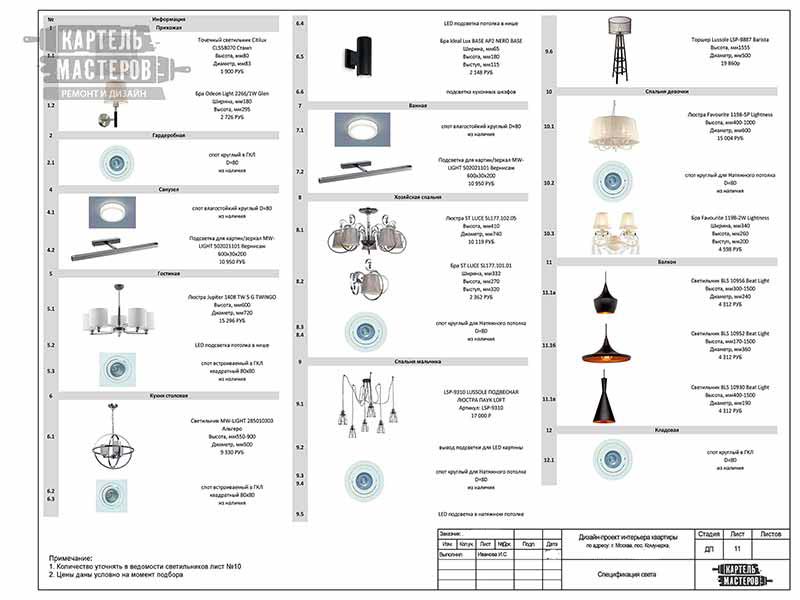 №
Информация
1
Прихожая
КАРТЕЛЬ
МАСТЕРОВ
РЕМОНТ И ДИЗАЙН
1.1
Точечный светильник Citilux
CLS58070 Стамп
Высота, мм80
Диаметр, мм83
1 900 РУБ
Бра Odeon Light 2266/1W Glen
Ширина, мм180
Высота, мм295
2 726 РУБ
2
Гардеробная
2.1
спот круглый в ГКЛ
D=80
из наличия
4
Санузел
4.1
спот влагостойкий круглый D=80
из наличия
4.2
Подсветка для картин/зеркал MW-
LIGHT 502021101 Вернисаж
600x30x200
10 950 РУБ
5
Гостиная
5.1
Люстра Jupiter 1408 TW 5 G TWINGO
Высота, мм600
Диаметр, мм720
15 296 РУБ
5.2
LED подсветка потолка в нише
5.3
спот встраиваемый в ГКЛ
квадратный 80x80
из наличия
6
Кухня столовая
6.1
Светильник MW-LIGHT 285010303
Альгеро
Высота, мм550-900
Диаметр, мм500
9 330 РУБ
6.2
6.3
спот встраиваемый в ГКЛ
квадратный 80x80
из наличия
6.4
LED подсветка потолка в нише
6.5
Бра Ideal Lux BASE AP2 NERO BASE
Ширина, мм65
Высота, мм180
Выступ, мм115
2 148 РУБ
6.6
подсветка кухонных шкафов
7
Ванная
7.1
спот влагостойкий круглый D=80
из наличия
7.2
Подсветка для картин/зеркал MW-
LIGHT 502021101 Вернисаж
600x30x200
10 950 РУБ
8
Хозяйская спальня
8.1
Люстра ST LUCE SL177.102.05
Высота, мм410
Диаметр, мм740
10 119 РУБ
8.2
Бра ST LUCE SL177.101.01
Ширина, мм332
Высота, мм270
Выступ, мм320
2 362 РУБ
8.3
8.4
спот круглый для Натяжного потолка
D=80
из наличия
9
Спальня мальчика
9.1
LSP-9310 LUSSOLE ПОДВЕСНАЯ
ЛЮСТРА ПАУК LOFT
Артикул: LSP-9310
17 000 Р
9.2
вывод подсветки для LED картины
9.3
9.4
спот круглый для Натяжного потолка
D=80
из наличия
9.5
LED подсветка в натяжном потолке
9.6
Торшер Lussole LSP-9887 Barista
Высота, мм1555
Диаметр, мм500
19 860р
10
Спальня девочки
10.1
Люстра Favourite 1198-5P Lightness
Высота, мм400-1000
Диаметр, мм600
15 004 РУБ
10.2
спот круглый для Натяжного потолка
D=80
из наличия
10.3
Бра Favourite 1198-2W Lightness
Ширина, мм340
Высота, мм260
Выступ, мм200
4 598 РУБ
11
Балкон
11.1а
Светильник BLS 10956 Beat Light
Высота, мм300-1500
Диаметр, мм240
4 312 РУБ
11.1б
Светильник BLS 10952 Beat Light
Высота, мм170-1500
Диаметр, мм360
4 312 РУБ
11.1в
Светильник BLS 10930 Beat Light
Высота, мм400-1500
Диаметр, мм190
4 312 РУБ
12
Кладовая
12.1
спот круглый в ГКЛ
D=80
из наличия
Примечание:
1. Количество уточнять в ведомости светильников лист №10
2. Цены даны условно на момент подбора
Заказчик:
Изм. Колуч. Лист №Док. Подп. Дата
Выполнил Иванова И.С
Дизайн-проект интерьера квартиры
по адресу: г. Москва, пос. Комунарка.
Спецификация света
Стадия Лист Листов
ДП 11
КАРТЕЛЬ
МАСТЕРОВ